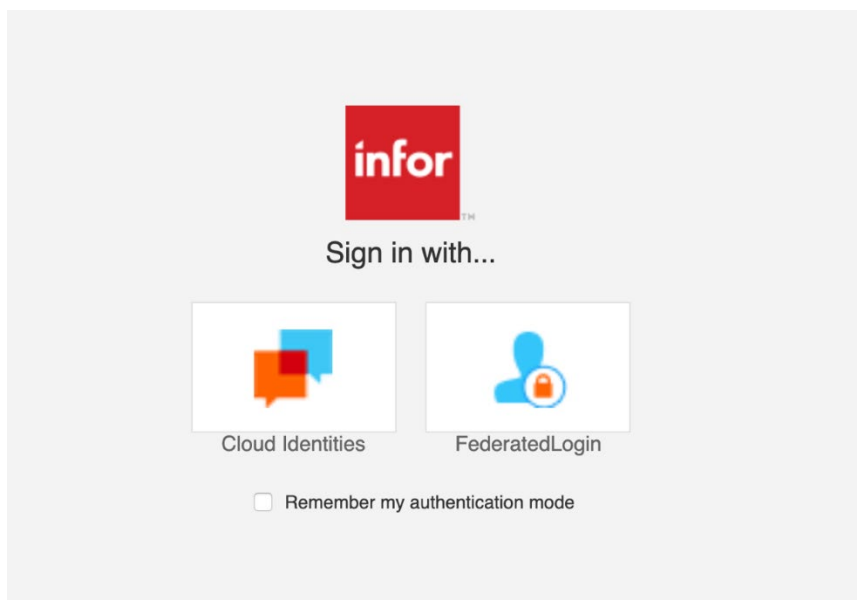 infor
TM
Sign in with...
Cloud Identities
FederatedLogin
Remember my authentication mode